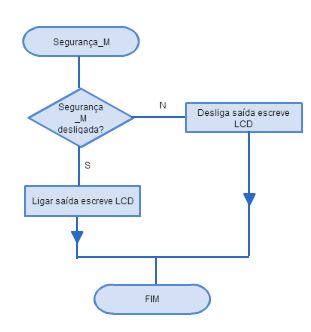 Segurança_M
Segurança
_M
desligada?
N
Desliga saída escreve
LCD
S
Ligar saída escreve LCD
FIM